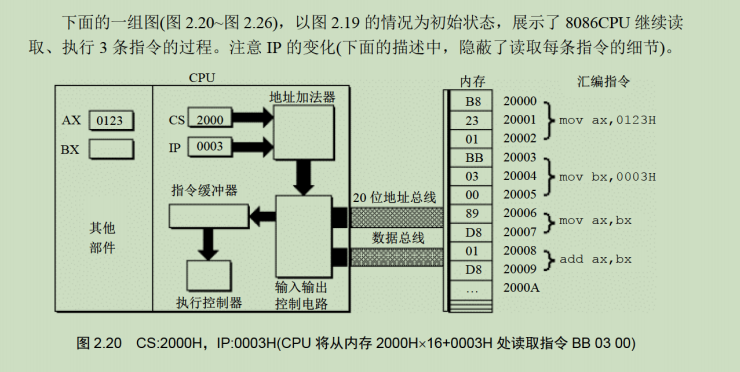 下面的一组图(图 2.20~图 2.26)，以图 2.19 的情况为初始状态，展示了 8086CPU 继续读
取、执行 3 条指令的过程。注意 IP 的变化(下面的描述中，隐蔽了读取每条指令的细节)。
CPU
内存
汇编指令
地址加法器
AX 0123
BX
CS 2000
IP 0003
指令缓冲器
其他
部件
执行控制器
输入输出
控制电路
20 位地址总线
数据总线
B8 20000
23 20001 mov ax,0123H
01 20002
BB 20003
03 20004 mov bx,0003H
00 20005
89 20006 mov ax,bx
D8 20007
01 20008 add ax,bx
D8 20009
… 2000A
图 2.20 CS:2000H，IP:0003H(CPU 将从内存 2000H×16+0003H 处读取指令 BB 03 00)